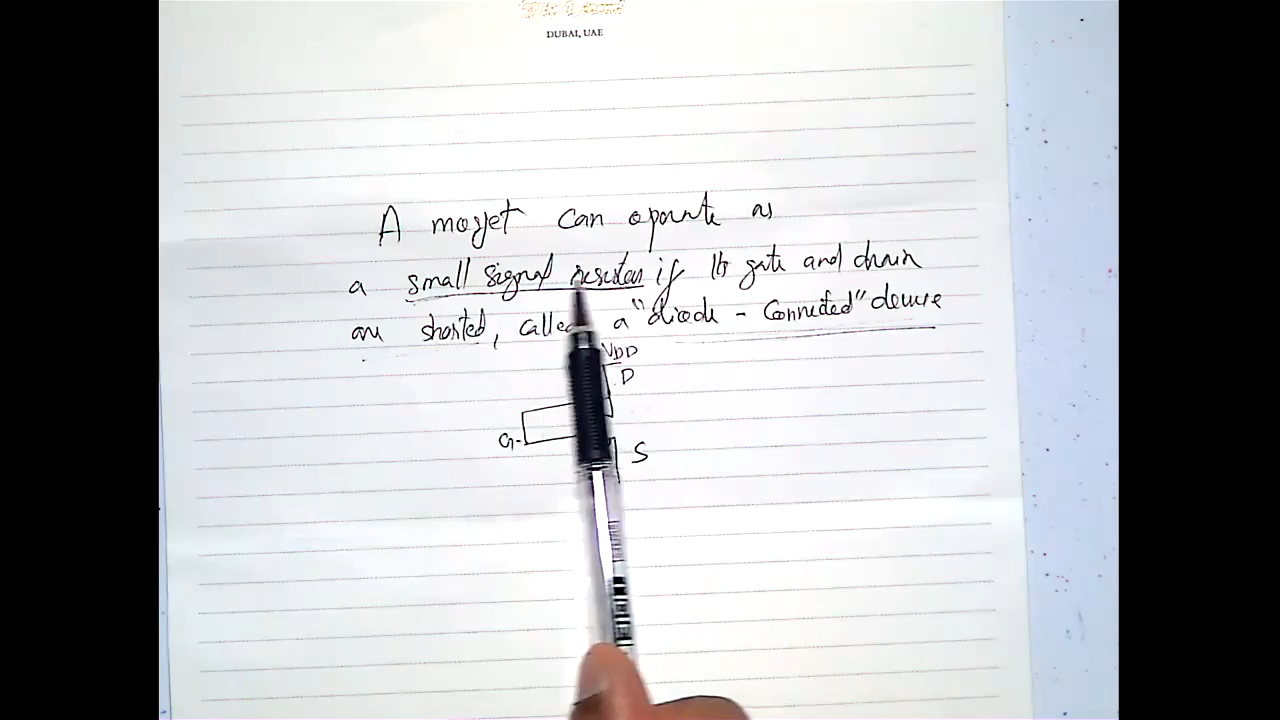 DUBAI, UAE
A mosfet can operate as
a small signal resistor if its gate and drain
are shorted, called a "diode - connected" device
VDD
D
G
S